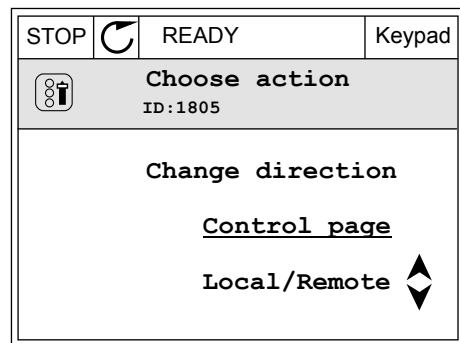 STOP READY Keypad
Choose action
ID:1805
Change direction
Control page
Local/Remote